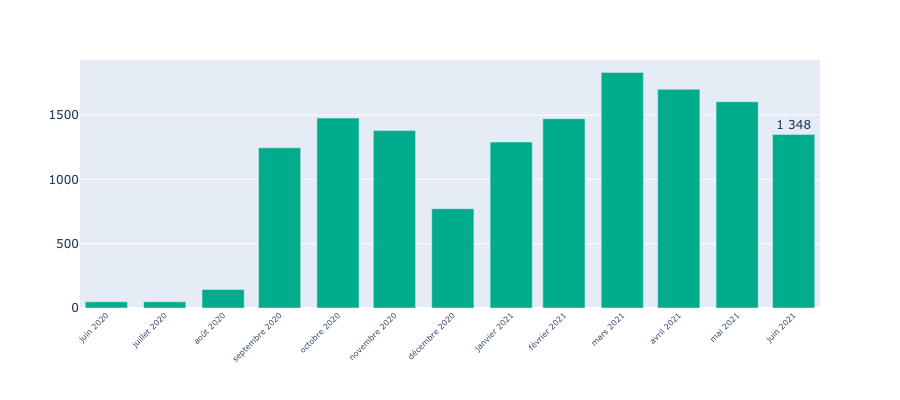 1500
1000
500
0
1 348
juin 2020
juillet 2020
août 2020
septembre 2020
octobre 2020
novembre 2020
décembre 2020
janvier 2021
février 2021
mars 2021
avril 2021
mai 2021
juin 2021